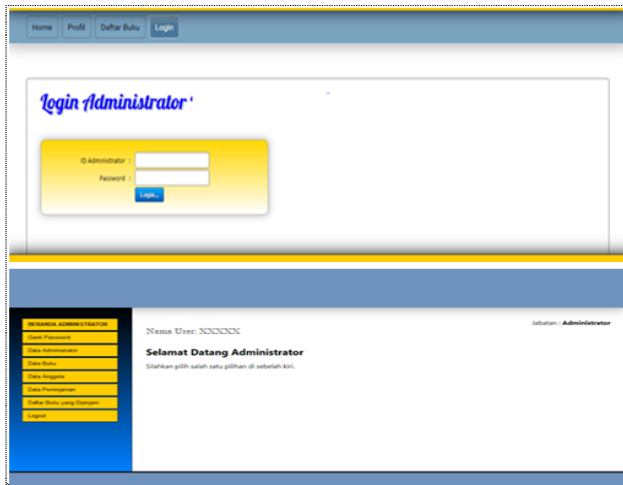 Home Profil Daftar Buku Login
Login Administrator
ID Administrator :
Password :
Login...
BERANDA ADMINISTRATOR
Ganti Password
Data Administrator
Data Buku
Data Anggota
Data Peminjaman
Daftar Buku yang Dipinjam
Logout
Nama User: XXXXX
Jabatan : Administrator
Selamat Datang Administrator
Silahkan pilih salah satu pilihan di sebelah kiri.